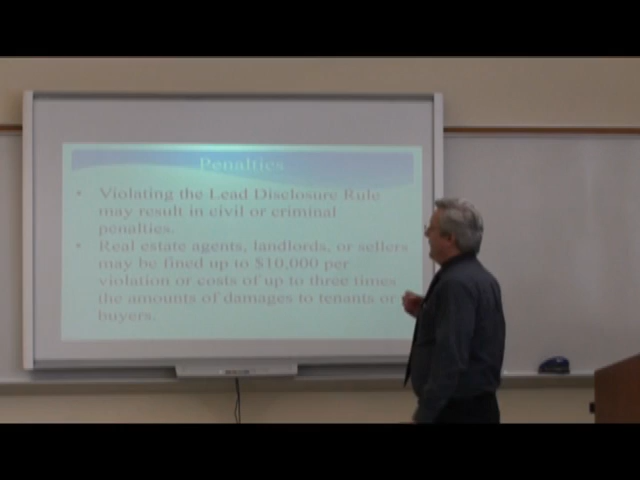 Penalties
• Violating the Lead Disclosure Rule
may result in civil or criminal
penalties.
• Real estate agents, landlords, or sellers
may be fined up to $10,000 per
violation or costs of up to three times
the amounts of damages to tenants or
buyers.